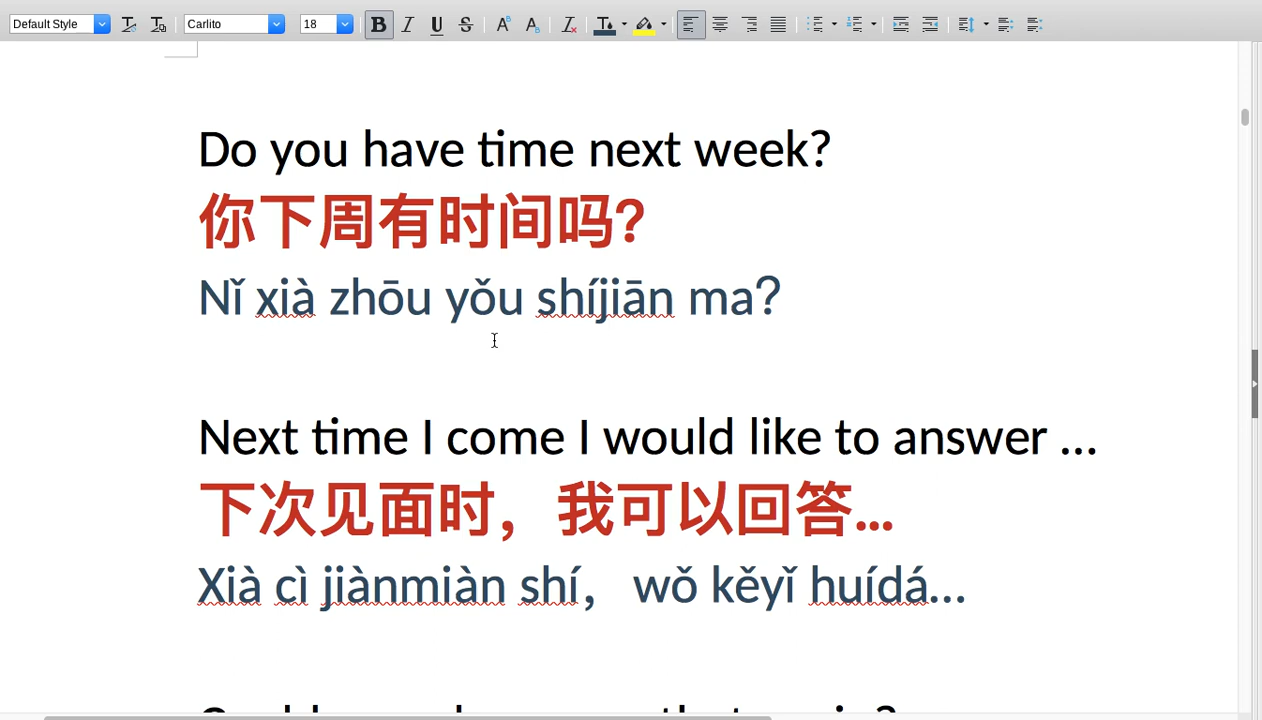 Default Style
Carlito
18
Do you have time next week?
你下周有时间吗?
Nǐ xià zhōu yǒu shíjiān ma?
Next time I come I would like to answer ...
下次见面时，我可以回答...
Xià cì jiànmiàn shí， wǒ kěyǐ huídá...